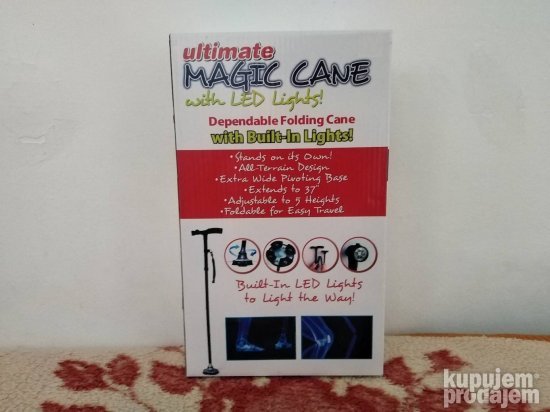 ultimate
MAGIC CANE
with LED Lights!
Dependable Folding Cane
with Built-In Lights!
•Stands on its Own!
•All-Terrain Design
•Extra Wide Pivoting Base
•Extends to 37"
•Adjustable to 5 Heights
•Foldable for Easy Travel
Built-In LED Lights
to Light the Way!
kupujem
prodajem